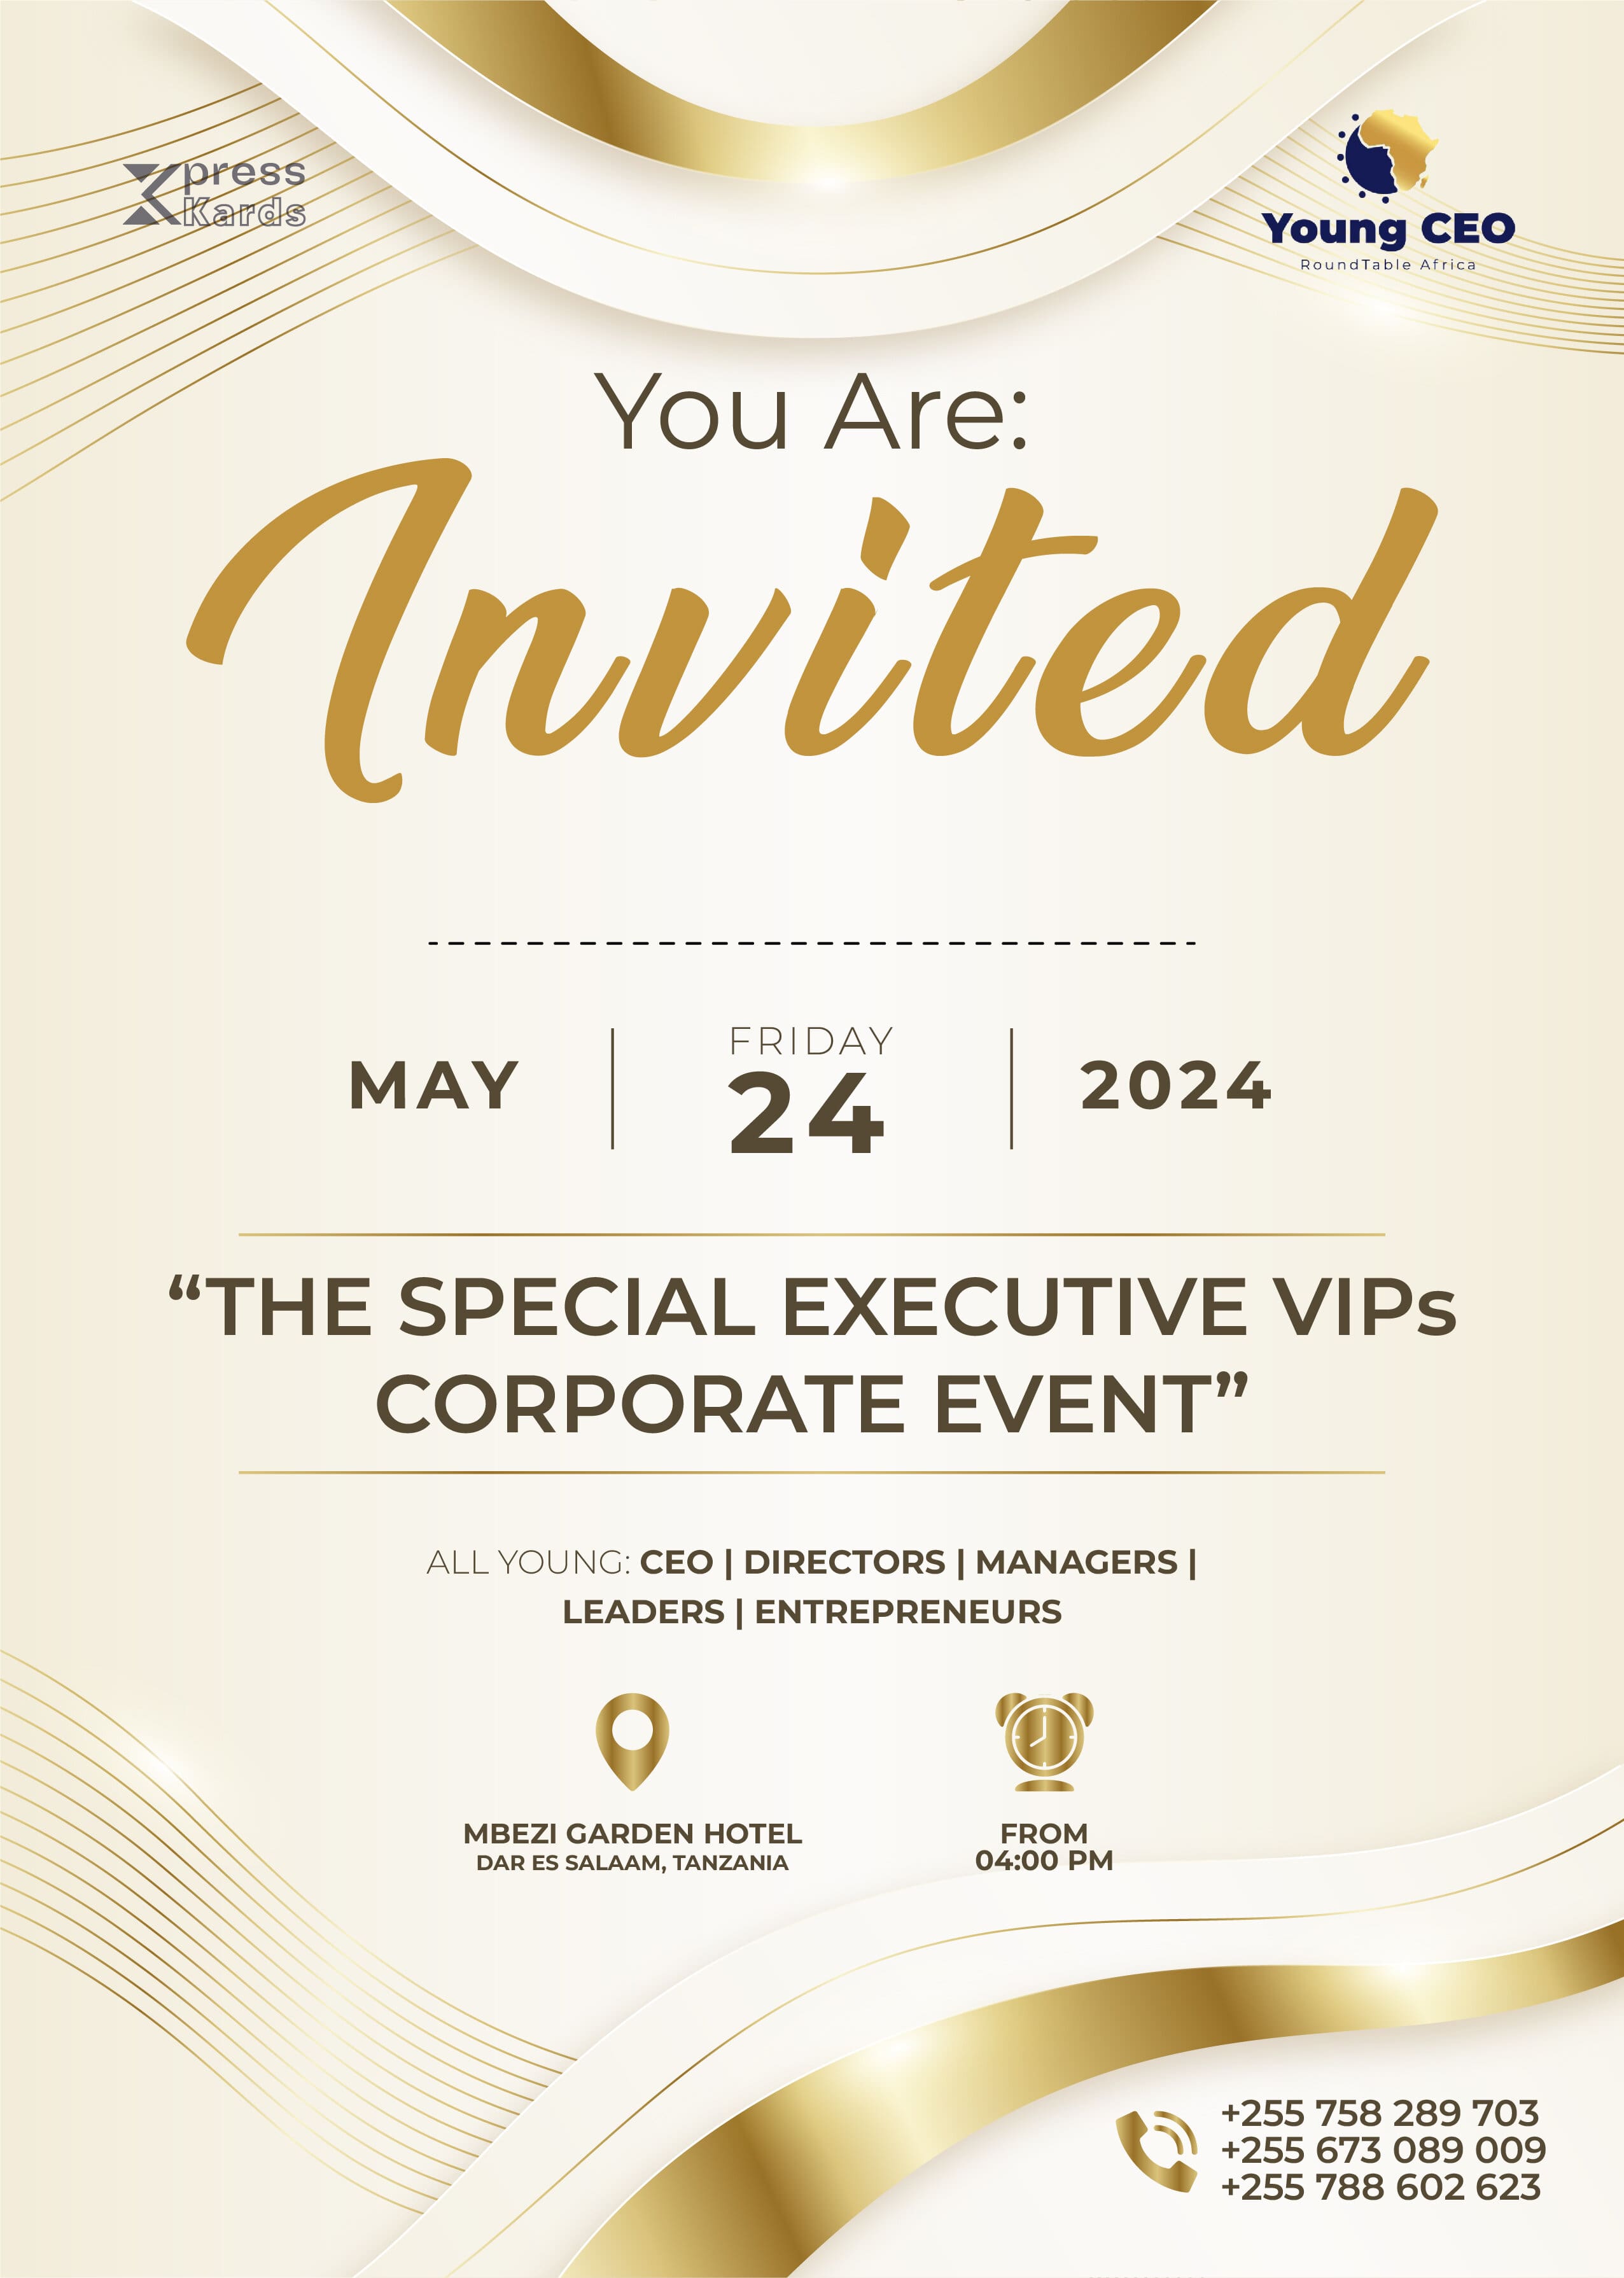 Xpress
Kards
Young CEO
RoundTable Africa
You Are:
Invited
MAY
FRIDAY
24
2024
“THE SPECIAL EXECUTIVE VIPs
CORPORATE EVENT”
ALL YOUNG: CEO | DIRECTORS | MANAGERS |
LEADERS | ENTREPRENEURS
MBEZI GARDEN HOTEL
DAR ES SALAAM, TANZANIA
FROM
04:00 PM
+255 758 289 703
+255 673 089 009
+255 788 602 623